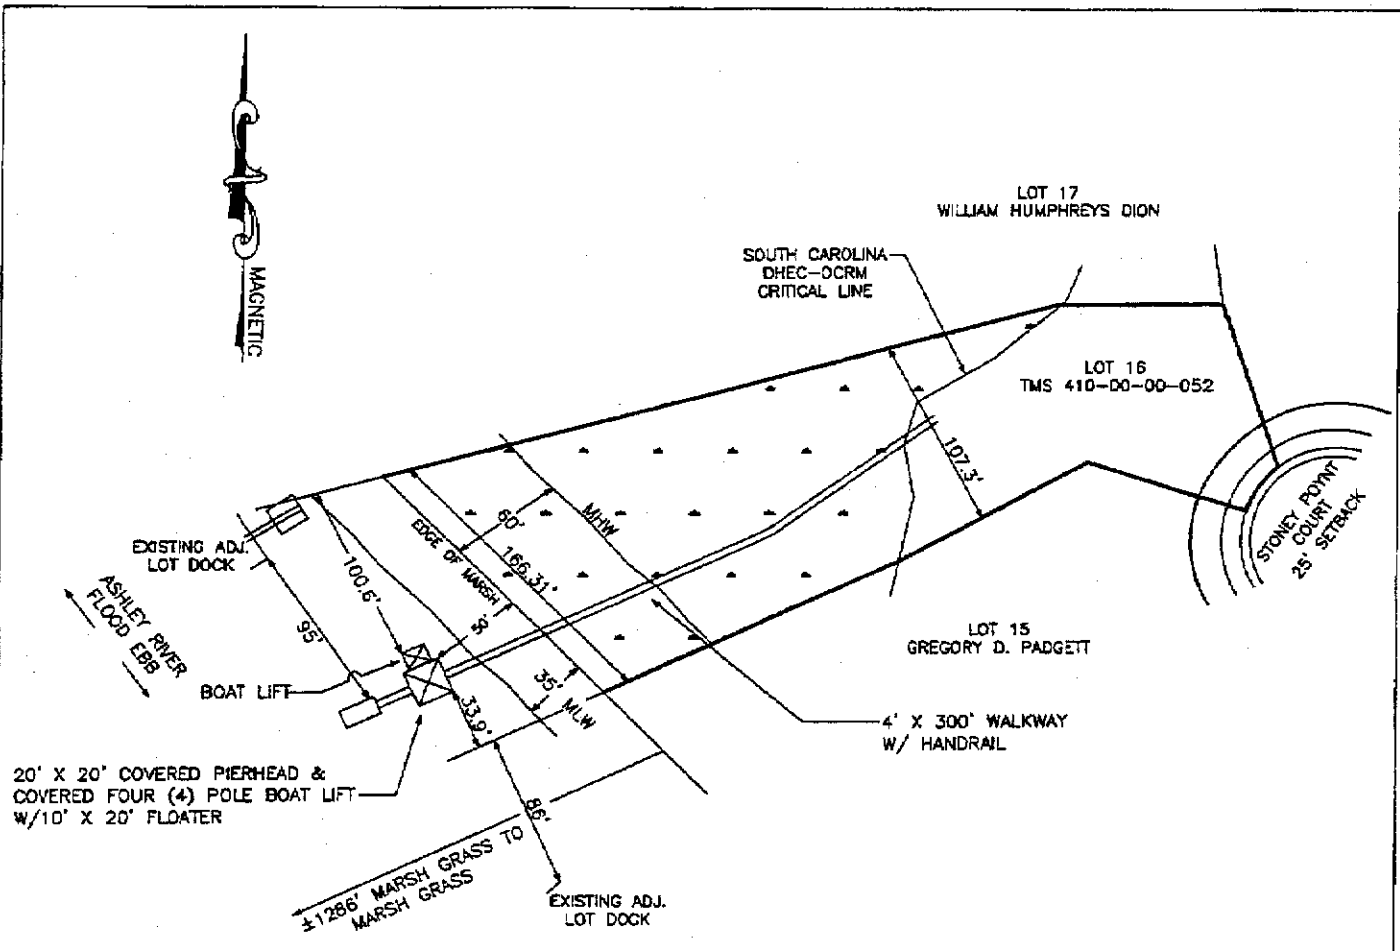 MAGNETIC
LOT 17
WILLIAM HUMPHREYS DION
SOUTH CAROLINA
DHEC-OCRM
CRITICAL LINE
LOT 16
TMS 410-00-00-052
107.3'
STONEY POYNT
COURT
25' SETBACK
MHW
60'
EDGE OF MARSH
166.31'
EXISTING ADJ.
LOT DOCK
100.6'
95'
ASHLEY RIVER
FLOOD EBB
59'
BOAT LIFT
35'
MLW
33.9'
LOT 15
GREGORY D. PADGETT
4' X 300' WALKWAY
W/ HANDRAIL
20' X 20' COVERED PIERHEAD &
COVERED FOUR (4) POLE BOAT LIFT
W/10' X 20' FLOATER
86'
±1286' MARSH GRASS TO
MARSH GRASS
EXISTING ADJ.
LOT DOCK